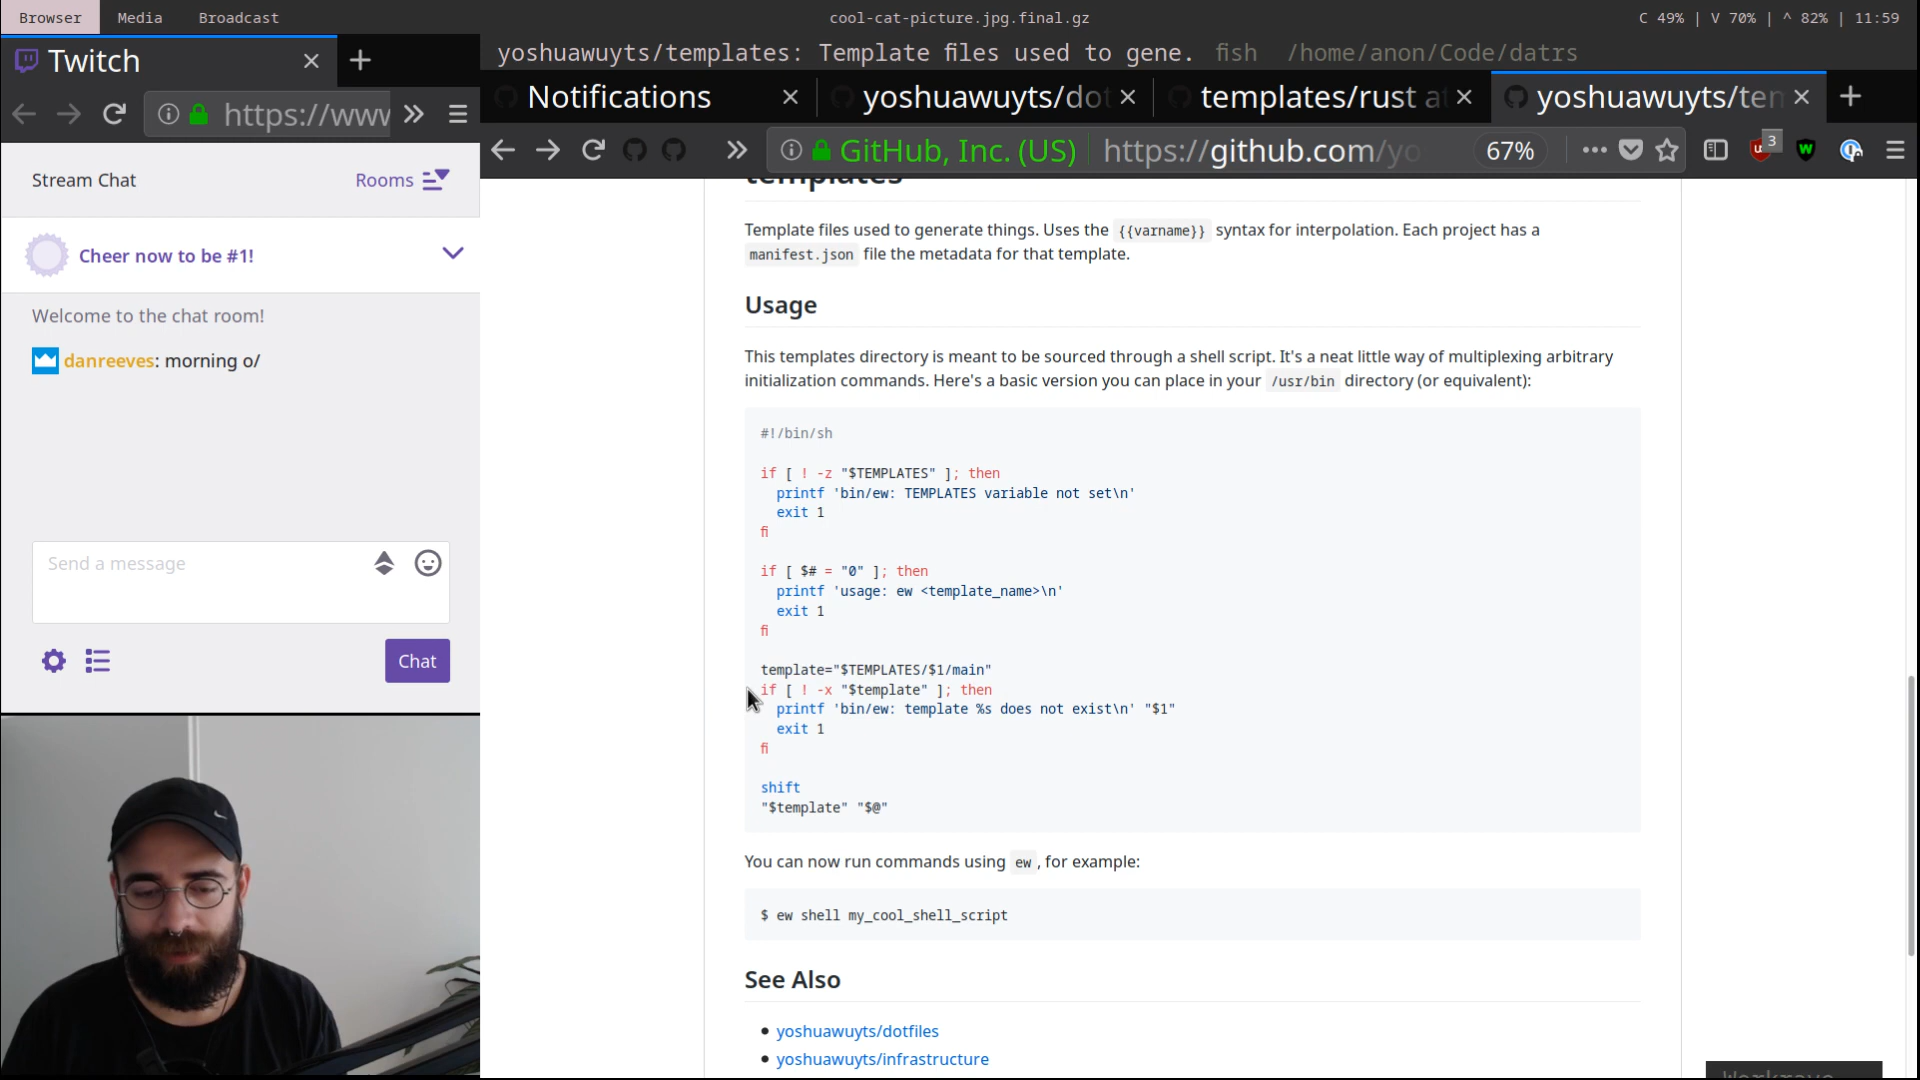 Browser Media Broadcast
cool-cat-picture.jpg.final.gz
C 49% | V 70% | ^ 82% | 11:59
Twitch
https://www
Stream Chat
Rooms
Cheer now to be #1!
Welcome to the chat room!
danreeves: morning o/
Send a message
Chat
yoshuawuyts/templates: Template files used to gene. fish /home/anon/Code/datrs
Notifications
yoshuawuyts/dot
templates/rust at
yoshuawuyts/tem
GitHub, Inc. (US)
https://github.com/yo
67%
3
templates
Template files used to generate things. Uses the {{varname}} syntax for interpolation. Each project has a
manifest.json file the metadata for that template.
Usage
This templates directory is meant to be sourced through a shell script. It's a neat little way of multiplexing arbitrary
initialization commands. Here's a basic version you can place in your /usr/bin directory (or equivalent):
#!/bin/sh
if [ ! -z "$TEMPLATES" ]; then
printf 'bin/ew: TEMPLATES variable not set\n'
exit 1
fi
if [ $# = "0" ]; then
printf 'usage: ew <template_name>\n'
exit 1
fi
template="$TEMPLATES/$1/main"
if [ ! -x "$template" ]; then
printf 'bin/ew: template %s does not exist\n' "$1"
exit 1
fi
shift
"$template" "$@"
You can now run commands using ew, for example:
$ ew shell my_cool_shell_script
See Also
yoshuawuyts/dotfiles
yoshuawuyts/infrastructure